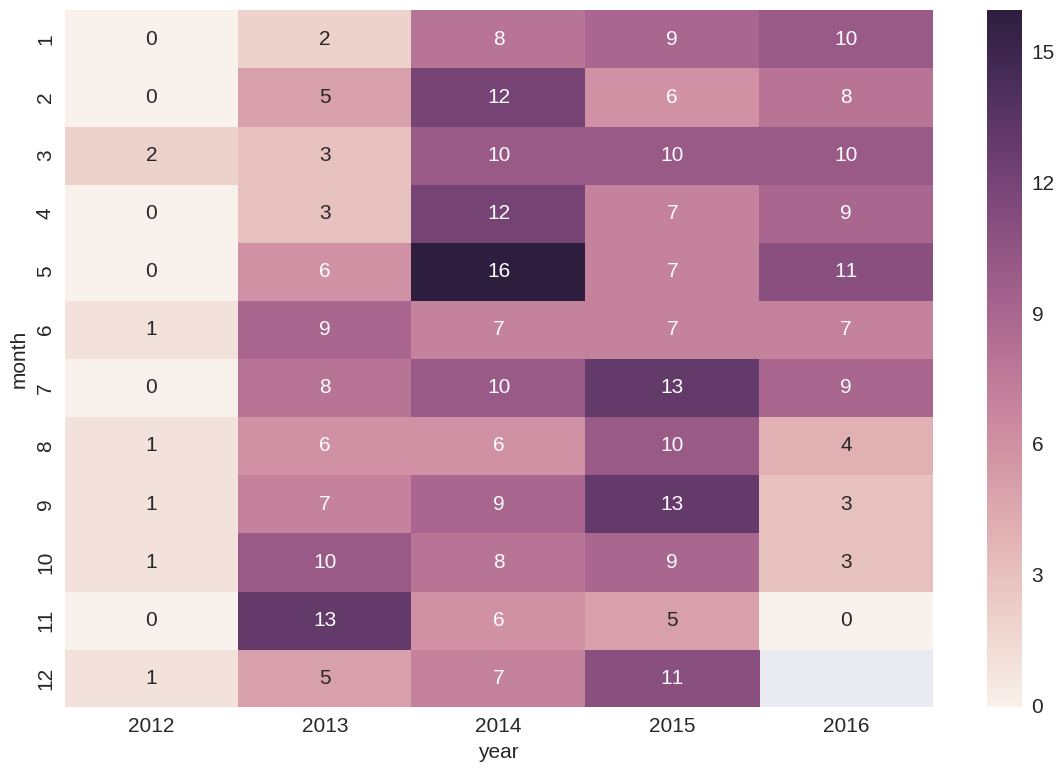 1 0 2 8 9 10 15
2 0 5 12 6 8
3 2 3 10 10 10 12
4 0 3 12 7 9
5 0 6 16 7 11
6 1 9 7 7 7 9
month
7 0 8 10 13 9
8 1 6 6 10 4 6
9 1 7 9 13 3
10 1 10 8 9 3 3
11 0 13 6 5 0
12 1 5 7 11 0
2012 2013 2014 2015 2016
year